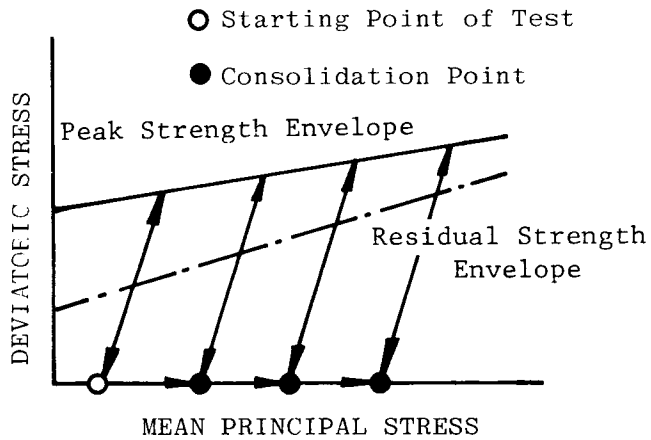 Starting Point of Test
Consolidation Point
Peak Strength Envelope
DEVIATORIC STRESS
Residual Strength
Envelope
MEAN PRINCIPAL STRESS